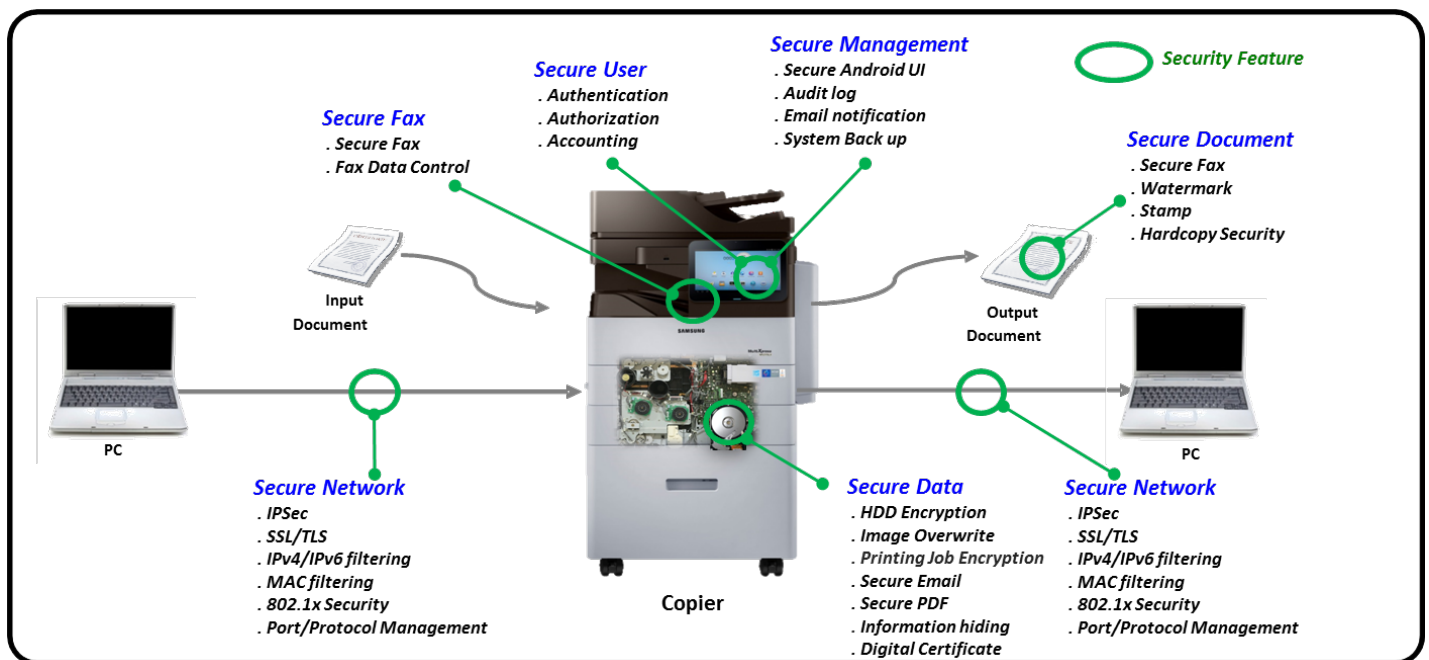 Security Feature
Secure Management
. Secure Android UI
. Audit log
. Email notification
. System Back up
Secure User
. Authentication
. Authorization
. Accounting
Secure Fax
. Secure Fax
. Fax Data Control
Secure Document
. Secure Fax
. Watermark
. Stamp
. Hardcopy Security
Input
Document
Output
Document
SAMSUNG
PC
PC
Secure Network
. IPSec
. SSL/TLS
. IPv4/IPv6 filtering
. MAC filtering
. 802.1x Security
. Port/Protocol Management
Copier
Secure Data
. HDD Encryption
. Image Overwrite
. Printing Job Encryption
. Secure Email
. Secure PDF
. Information hiding
. Digital Certificate
Secure Network
. IPSec
. SSL/TLS
. IPv4/IPv6 filtering
. MAC filtering
. 802.1x Security
. Port/Protocol Management